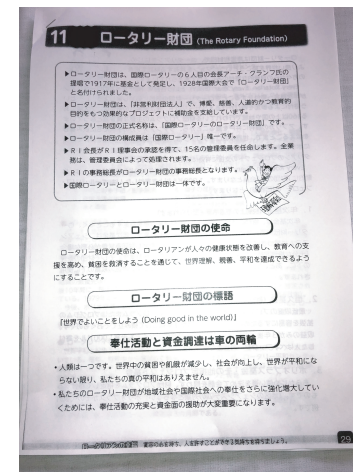 11 ロータリー財団 (The Rotary Foundation)
▶ロータリー財団は、国際ロータリーの6人目の会長アーチ・クランフ氏の
提唱で1917年に基金として発足し、1928年国際大会で「ロータリー財団」
と名付けられました。
▶ロータリー財団は、「非営利財団法人」で、博愛、慈善、人道的かつ教育的
目的をもつ効果的なプロジェクトに補助金を支給しています。
▶ロータリー財団の正式名称は、「国際ロータリーのロータリー財団」です。
▶ロータリー財団の構成員は「国際ロータリー」唯一です。
▶RI会長がRI理事会の承認を得て、15名の管理委員を任命します。全業
務は、管理委員会によって処理されます。
▶RIの事務総長がロータリー財団の事務総長となります。
▶国際ロータリーとロータリー財団は一体です。
ロータリー財団の使命
ロータリー財団の使命は、ロータリアンが人々の健康状態を改善し、教育への支
援を高め、貧困を救済することを通じて、世界理解、親善、平和を達成できるよう
にすることです。
ロータリー財団の標語
「世界でよいことをしよう (Doing good in the world)」
奉仕活動と資金調達は車の両輪
・人類は一つです。世界中の貧困や飢餓が減少し、社会が向上し、世界が平和にな
らない限り、私たちの真の平和はありえません。
・私たちのロータリー財団が地域社会や国際社会への奉仕をさらに強化増大してい
くためには、奉仕活動の充実と資金面の援助が大変重要になります。
29